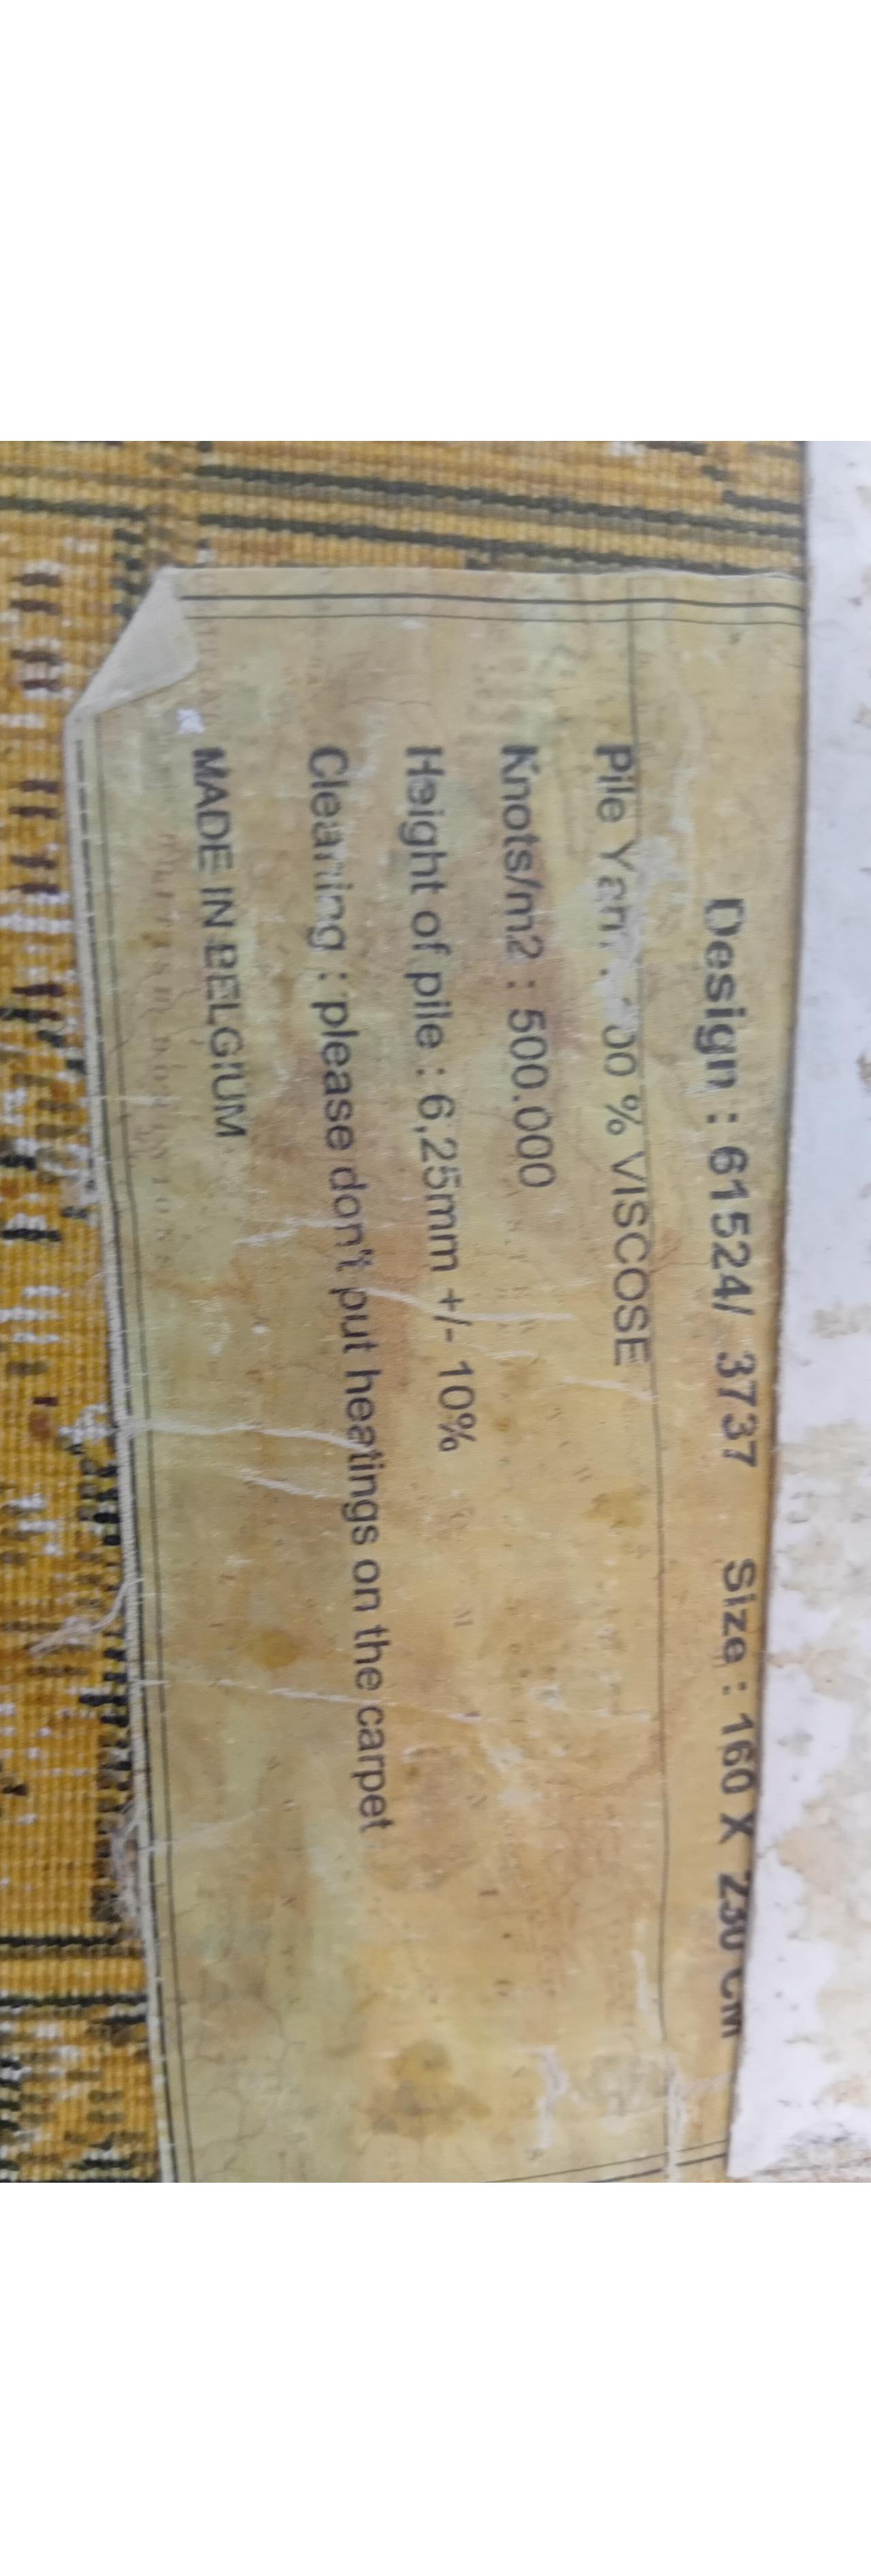 Design : 61524/ 3737 Size : 160 X 230 CM
Pile Yarn : 100 % VISCOSE
Knots/m2 : 500.000
Height of pile : 6,25mm +/- 10%
Cleaning : please don't put heatings on the carpet
MADE IN BELGIUM